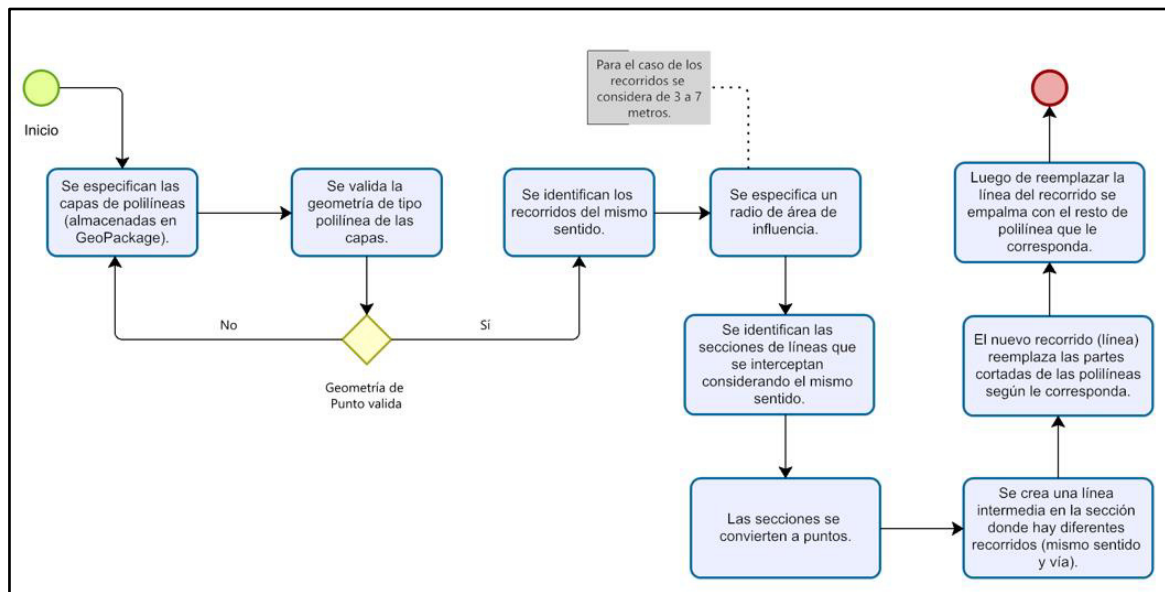 Inicio
Se especifican las
capas de polilíneas
(almacenadas en
GeoPackage).
Se valida la
geometría de tipo
polilínea de las
capas.
No
Si
Geometría de
Punto valida
Se identifican los
recorridos del mismo
sentido.
Para el caso de los
recorridos se
considera de 3 a 7
metros.
Se especifica un
radio de área de
influencia.
Se identifican las
secciones de líneas que
se interceptan
considerando el mismo
sentido.
Las secciones se
convierten a puntos.
Se crea una línea
intermedia en la sección
donde hay diferentes
recorridos (mismo sentido
y vía).
El nuevo recorrido (línea)
reemplaza las partes
cortadas de las polilíneas
según le corresponda.
Luego de reemplazar la
línea del recorrido se
empalma con el resto de
polilínea que le
corresponda.